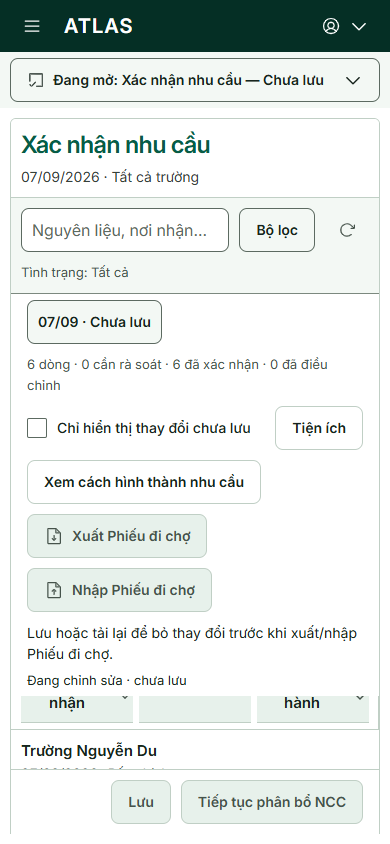 ATLAS
Đang mở: Xác nhận nhu cầu — Chưa lưu
Xác nhận nhu cầu
07/09/2026 · Tất cả trường
Nguyên liệu, nơi nhận...
Bộ lọc
Tình trạng: Tất cả
07/09 · Chưa lưu
6 dòng · 0 cần rà soát · 6 đã xác nhận · 0 đã điều
chỉnh
Chỉ hiển thị thay đổi chưa lưu
Tiện ích
Xem cách hình thành nhu cầu
Xuất Phiếu đi chợ
Nhập Phiếu đi chợ
Lưu hoặc tải lại để bỏ thay đổi trước khi xuất/nhập
Phiếu đi chợ.
Đang chỉnh sửa · chưa lưu
nhận
hành
Trường Nguyễn Du
Lưu
Tiếp tục phân bổ NCC